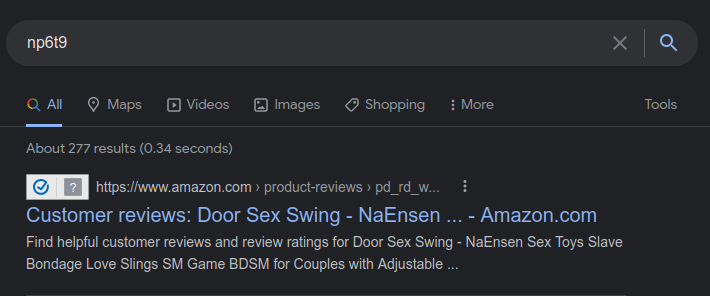 np6t9
All Maps Videos Images Shopping More Tools
About 277 results (0.34 seconds)
? https://www.amazon.com › product-reviews › pd_rd_w...
Customer reviews: Door Sex Swing - NaEnsen ... - Amazon.com
Find helpful customer reviews and review ratings for Door Sex Swing - NaEnsen Sex Toys Slave
Bondage Love Slings SM Game BDSM for Couples with Adjustable ...